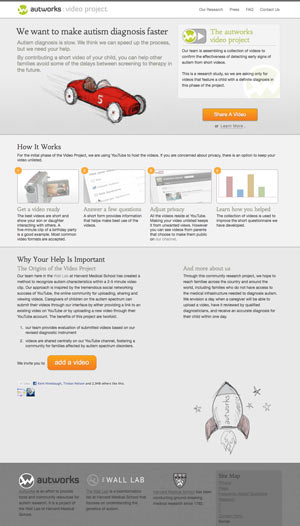 autworks | video project
Our Research Press FAQ Contact Us
We want to make autism diagnosis faster
Autism diagnosis is slow. We think we can speed up the process,
but we need your help.
By contributing a short video of your child, you can help other
families avoid some of the delays between screening to therapy in
the future.
The autworks
video project
Our team is assembling a collection of videos to
confirm the effectiveness of detecting early signs of
autism from short videos.
This is a research study, so we are asking only for
videos that feature a child with a definite diagnosis in
this phase of the project.
Share A Video
or Learn More
How It Works
For the initial phase of the Video Project, we are using YouTube to host the videos. If you are concerned about privacy, there is an option to keep your
video unlisted.
1
2
3
4
Get a video ready
The best videos are short and
show your son or daughter
interacting with others. A
five-minute clip of a birthday party
is a good example. Most common
video formats are accepted.
Answer a few questions
A short form provides information
that helps make best use of the
videos.
Adjust privacy
All the videos reside at YouTube.
Making your video unlisted keeps
it from unwanted views. However
you can see videos from parents
that choose to make them public
on our channel.
Learn how you helped
The collection of videos is used to
improve the short questionnaire we
have developed.
Why Your Help Is Important
The Origins of the Video Project
Our team here in the Wall Lab at Harvard Medical School has created a
method to recognize autism characteristics within a 2-5 minute video
clip. Our approach is inspired by the tremendous social networking
success of YouTube, the online community for uploading, sharing and
viewing videos. Caregivers of children on the autism spectrum can
submit their videos through our interface by either providing a link to an
existing video on YouTube or by uploading a new video through their
YouTube account. The benefits of this project are twofold:
1. our team provides evaluation of submitted videos based on our
revised diagnostic instrument
2. videos are shared centrally on our YouTube channel, fostering a
community for families affected by autism spectrum disorders.
We invite you to add a video
And more about us
Through the community research project, we hope to
reach families across the country and around the
world, including families who do not have access to
the medical infrastructure needed to diagnosis autism.
We envision a day when a caregiver will be able to
upload a video, have it reviewed by qualified
diagnosticians, and receive an accurate diagnosis for
their child within one day.
autworks
autworks
THE WALL LAB
Autworks is an effort to provide
tools and community resources
for autism research. It is a
project of the Wall Lab at
Harvard Medical School.
The Wall Lab is a bioinformatics
lab at Harvard Medical School
that focuses on understanding
the genetics of autism.
Harvard Medical School has been
conducting ground-breaking
medical research since 1782.
Site Map
Privacy
Press
Frequently Asked Questions
Research
Contact Form
Donate